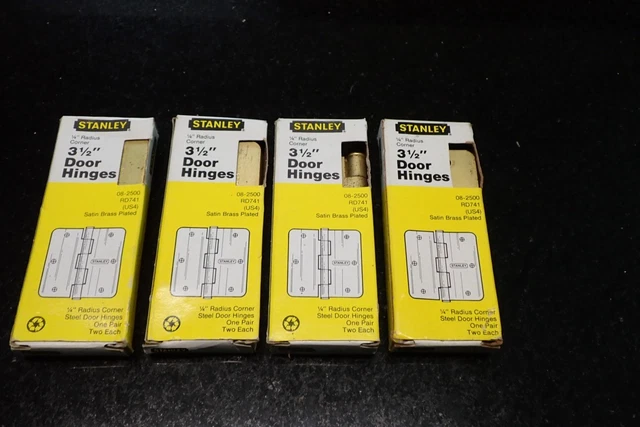 STANLEY
¼" Radius
Corner
3½"
Door
Hinges
08-2500
RD741
(US4)
Satin Brass Plated
STANLEY
¼" Radius Corner
Steel Door Hinges
One Pair
Two Each
STANLEY
¼" Radius
Corner
3½"
Door
Hinges
08-2500
RD741
(US4)
Satin Brass Plated
STANLEY
¼" Radius Corner
Steel Door Hinges
One Pair
Two Each
STANLEY
¼" Radius
Corner
3½"
Door
Hinges
08-2500
RD741
(US4)
Satin Brass Plated
STANLEY
¼" Radius Corner
Steel Door Hinges
One Pair
Two Each
STANLEY
¼" Radius
Corner
3½"
Door
Hinges
08-2500
RD741
(US4)
Satin Brass Plated
STANLEY
¼" Radius Corner
Steel Door Hinges
One Pair
Two Each